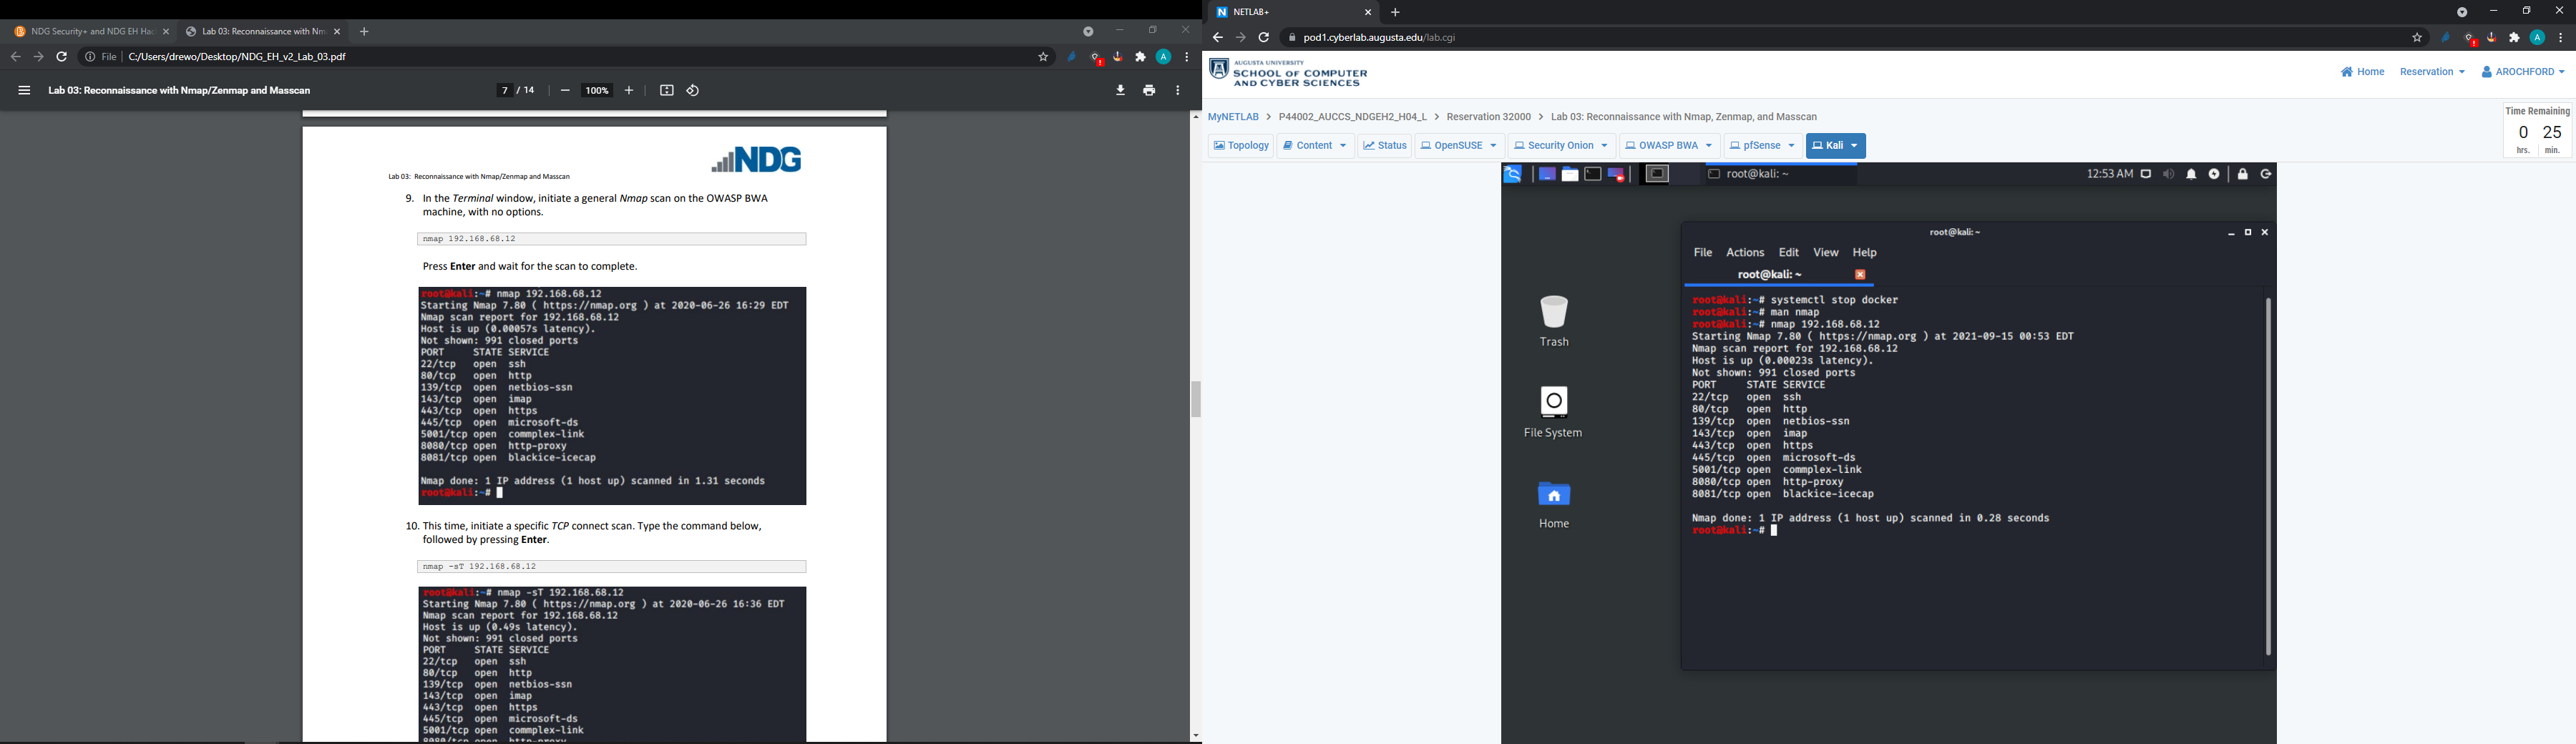 NDG Security+ and NDG EH Hac
Lab 03: Reconnaissance with Nm
File
C:/Users/drewo/Desktop/NDG_EH_v2_Lab_03.pdf
A
Lab 03: Reconnaissance with Nmap/Zenmap and Masscan
7 / 14
100%
NDG
Lab 03: Reconnaissance with Nmap/Zenmap and Masscan
9. In the Terminal window, initiate a general Nmap scan on the OWASP BWA
machine, with no options.
nmap 192.168.68.12
Press Enter and wait for the scan to complete.
root@kali:~# nmap 192.168.68.12
Starting Nmap 7.80 ( https://nmap.org ) at 2020-06-26 16:29 EDT
Nmap scan report for 192.168.68.12
Host is up (0.00057s latency).
Not shown: 991 closed ports
PORT STATE SERVICE
22/tcp open ssh
80/tcp open http
139/tcp open netbios-ssn
143/tcp open imap
443/tcp open https
445/tcp open microsoft-ds
5001/tcp open commplex-link
8080/tcp open http-proxy
8081/tcp open blackice-icecap
Nmap done: 1 IP address (1 host up) scanned in 1.31 seconds
root@kali:~#
10. This time, initiate a specific TCP connect scan. Type the command below,
followed by pressing Enter.
nmap -sT 192.168.68.12
root@kali:~# nmap -sT 192.168.68.12
Starting Nmap 7.80 ( https://nmap.org ) at 2020-06-26 16:36 EDT
Nmap scan report for 192.168.68.12
Host is up (0.49s latency).
Not shown: 991 closed ports
PORT STATE SERVICE
22/tcp open ssh
80/tcp open http
139/tcp open netbios-ssn
143/tcp open imap
443/tcp open https
445/tcp open microsoft-ds
5001/tcp open commplex-link
8080/tcp open http-proxy
N NETLAB+
pod1.cyberlab.augusta.edu/lab.cgi
A
AUGUSTA UNIVERSITY
SCHOOL OF COMPUTER
AND CYBER SCIENCES
Home
Reservation
AROCHFORD
MyNETLAB > P44002_AUCCS_NDGEH2_H04_L > Reservation 32000 > Lab 03: Reconnaissance with Nmap, Zenmap, and Masscan
Time Remaining
0 25
hrs. min.
Topology
Content
Status
OpenSUSE
Security Onion
OWASP BWA
pfSense
Kali
root@kali: ~
12:53 AM
Trash
File System
Home
root@kali:~
File Actions Edit View Help
root@kali: ~
root@kali:~# systemctl stop docker
root@kali:~# man nmap
root@kali:~# nmap 192.168.68.12
Starting Nmap 7.80 ( https://nmap.org ) at 2021-09-15 00:53 EDT
Nmap scan report for 192.168.68.12
Host is up (0.00023s latency).
Not shown: 991 closed ports
PORT STATE SERVICE
22/tcp open ssh
80/tcp open http
139/tcp open netbios-ssn
143/tcp open imap
443/tcp open https
445/tcp open microsoft-ds
5001/tcp open commplex-link
8080/tcp open http-proxy
8081/tcp open blackice-icecap
Nmap done: 1 IP address (1 host up) scanned in 0.28 seconds
root@kali:~#